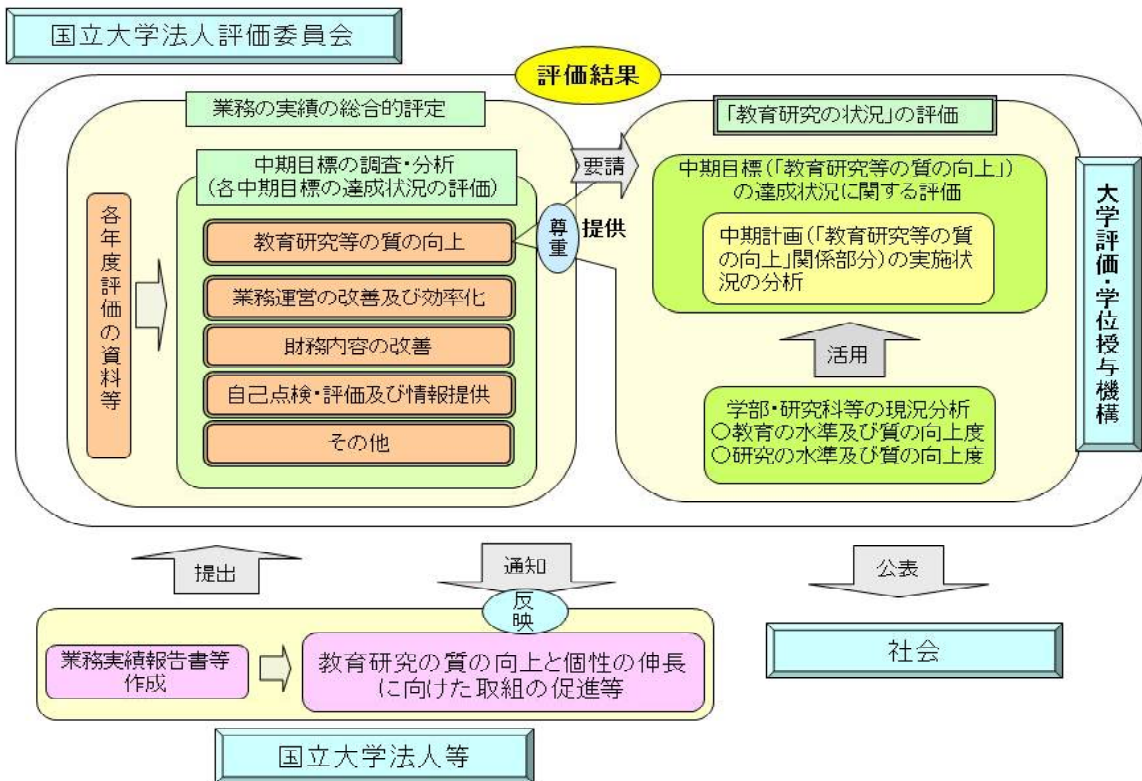 国立大学法人評価委員会
評価結果
業務の実績の総合的評定
中期目標の調査・分析
(各中期目標の達成状況の評価)
各年度評価の資料等
教育研究等の質の向上
業務運営の改善及び効率化
財務内容の改善
自己点検・評価及び情報提供
その他
要請
尊重
提供
「教育研究の状況」の評価
中期目標(「教育研究等の質の向上」)
の達成状況に関する評価
中期計画(「教育研究等の質
の向上」関係部分)の実施状
況の分析
活用
学部・研究科等の現況分析
○教育の水準及び質の向上度
○研究の水準及び質の向上度
大学評価・学位授与機構
提出
通知
反映
公表
業務実績報告書等
作成
教育研究の質の向上と個性の伸長
に向けた取組の促進等
国立大学法人等
社会